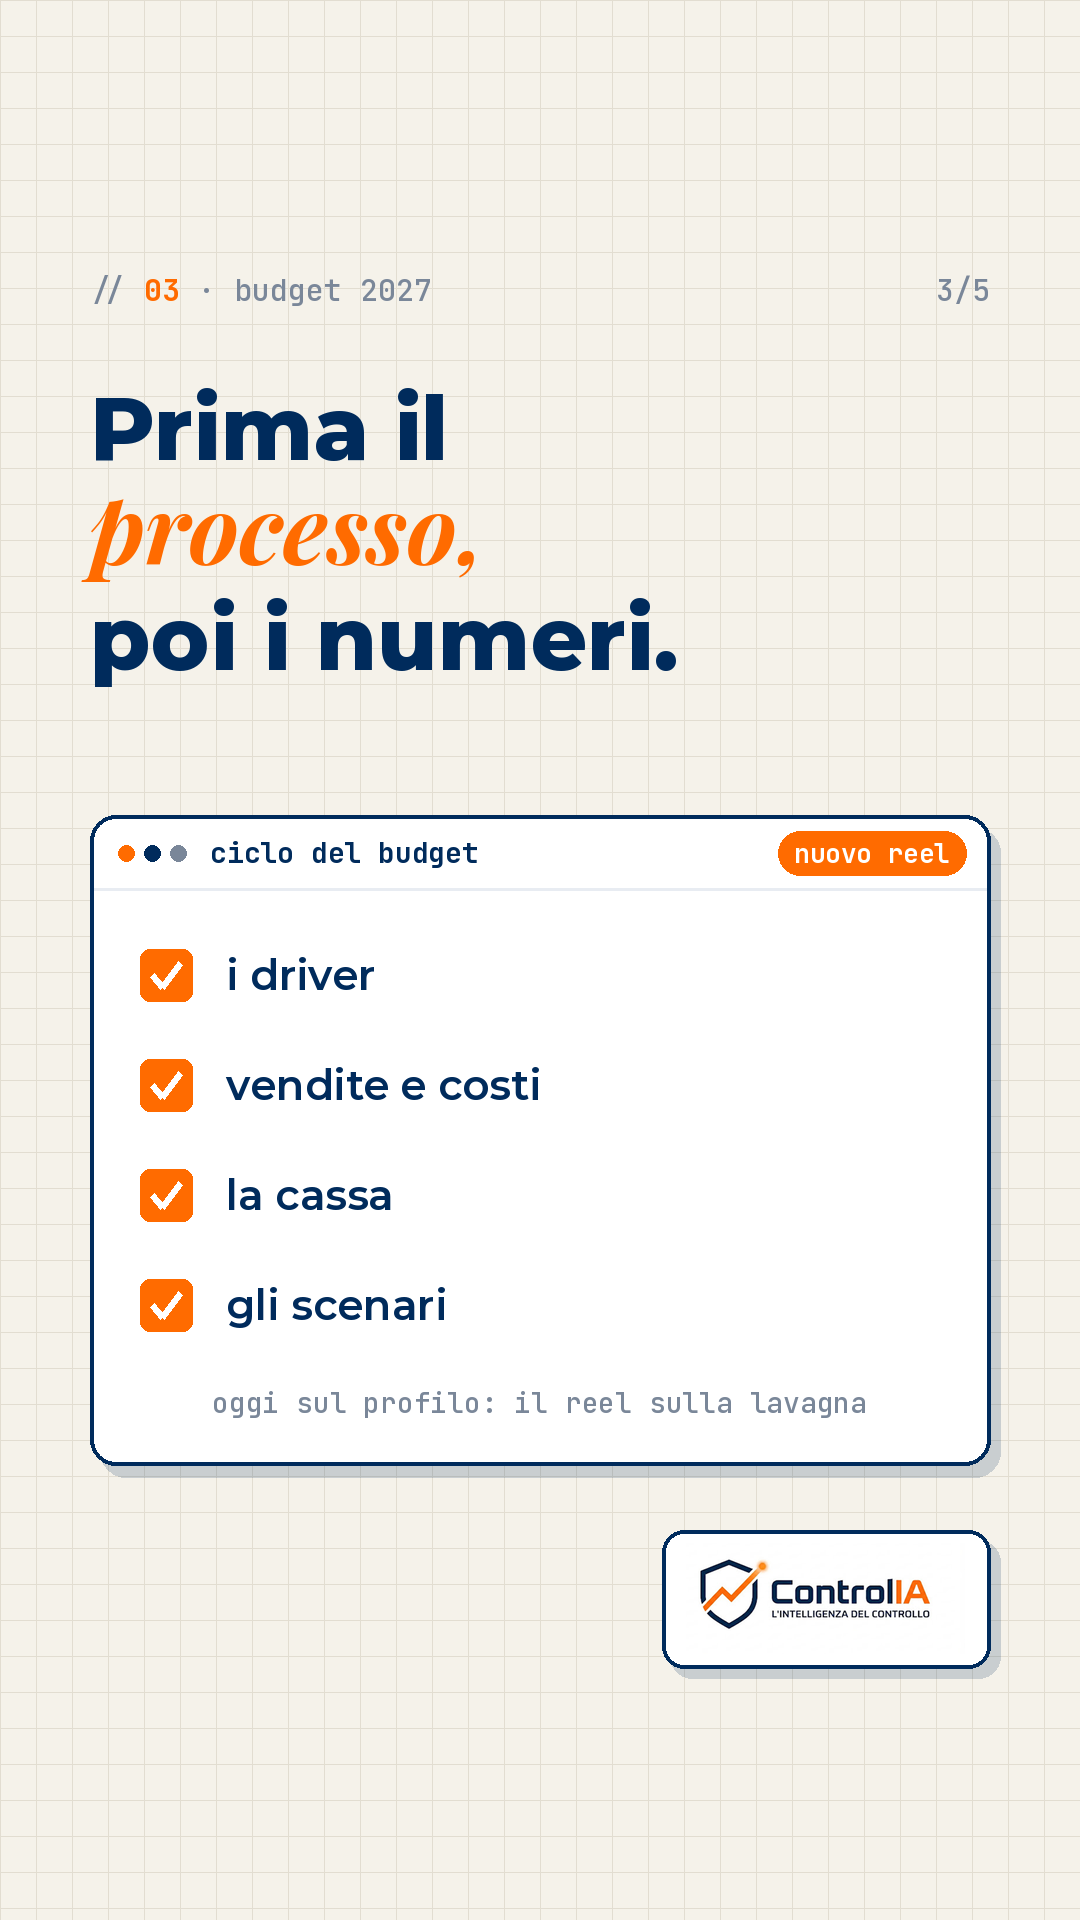 // 03 · budget 2027
3/5
Prima il
processo,
poi i numeri.
ciclo del budget
nuovo reel
i driver
vendite e costi
la cassa
gli scenari
oggi sul profilo: il reel sulla lavagna
ControlIA
L'INTELLIGENZA DEL CONTROLLO